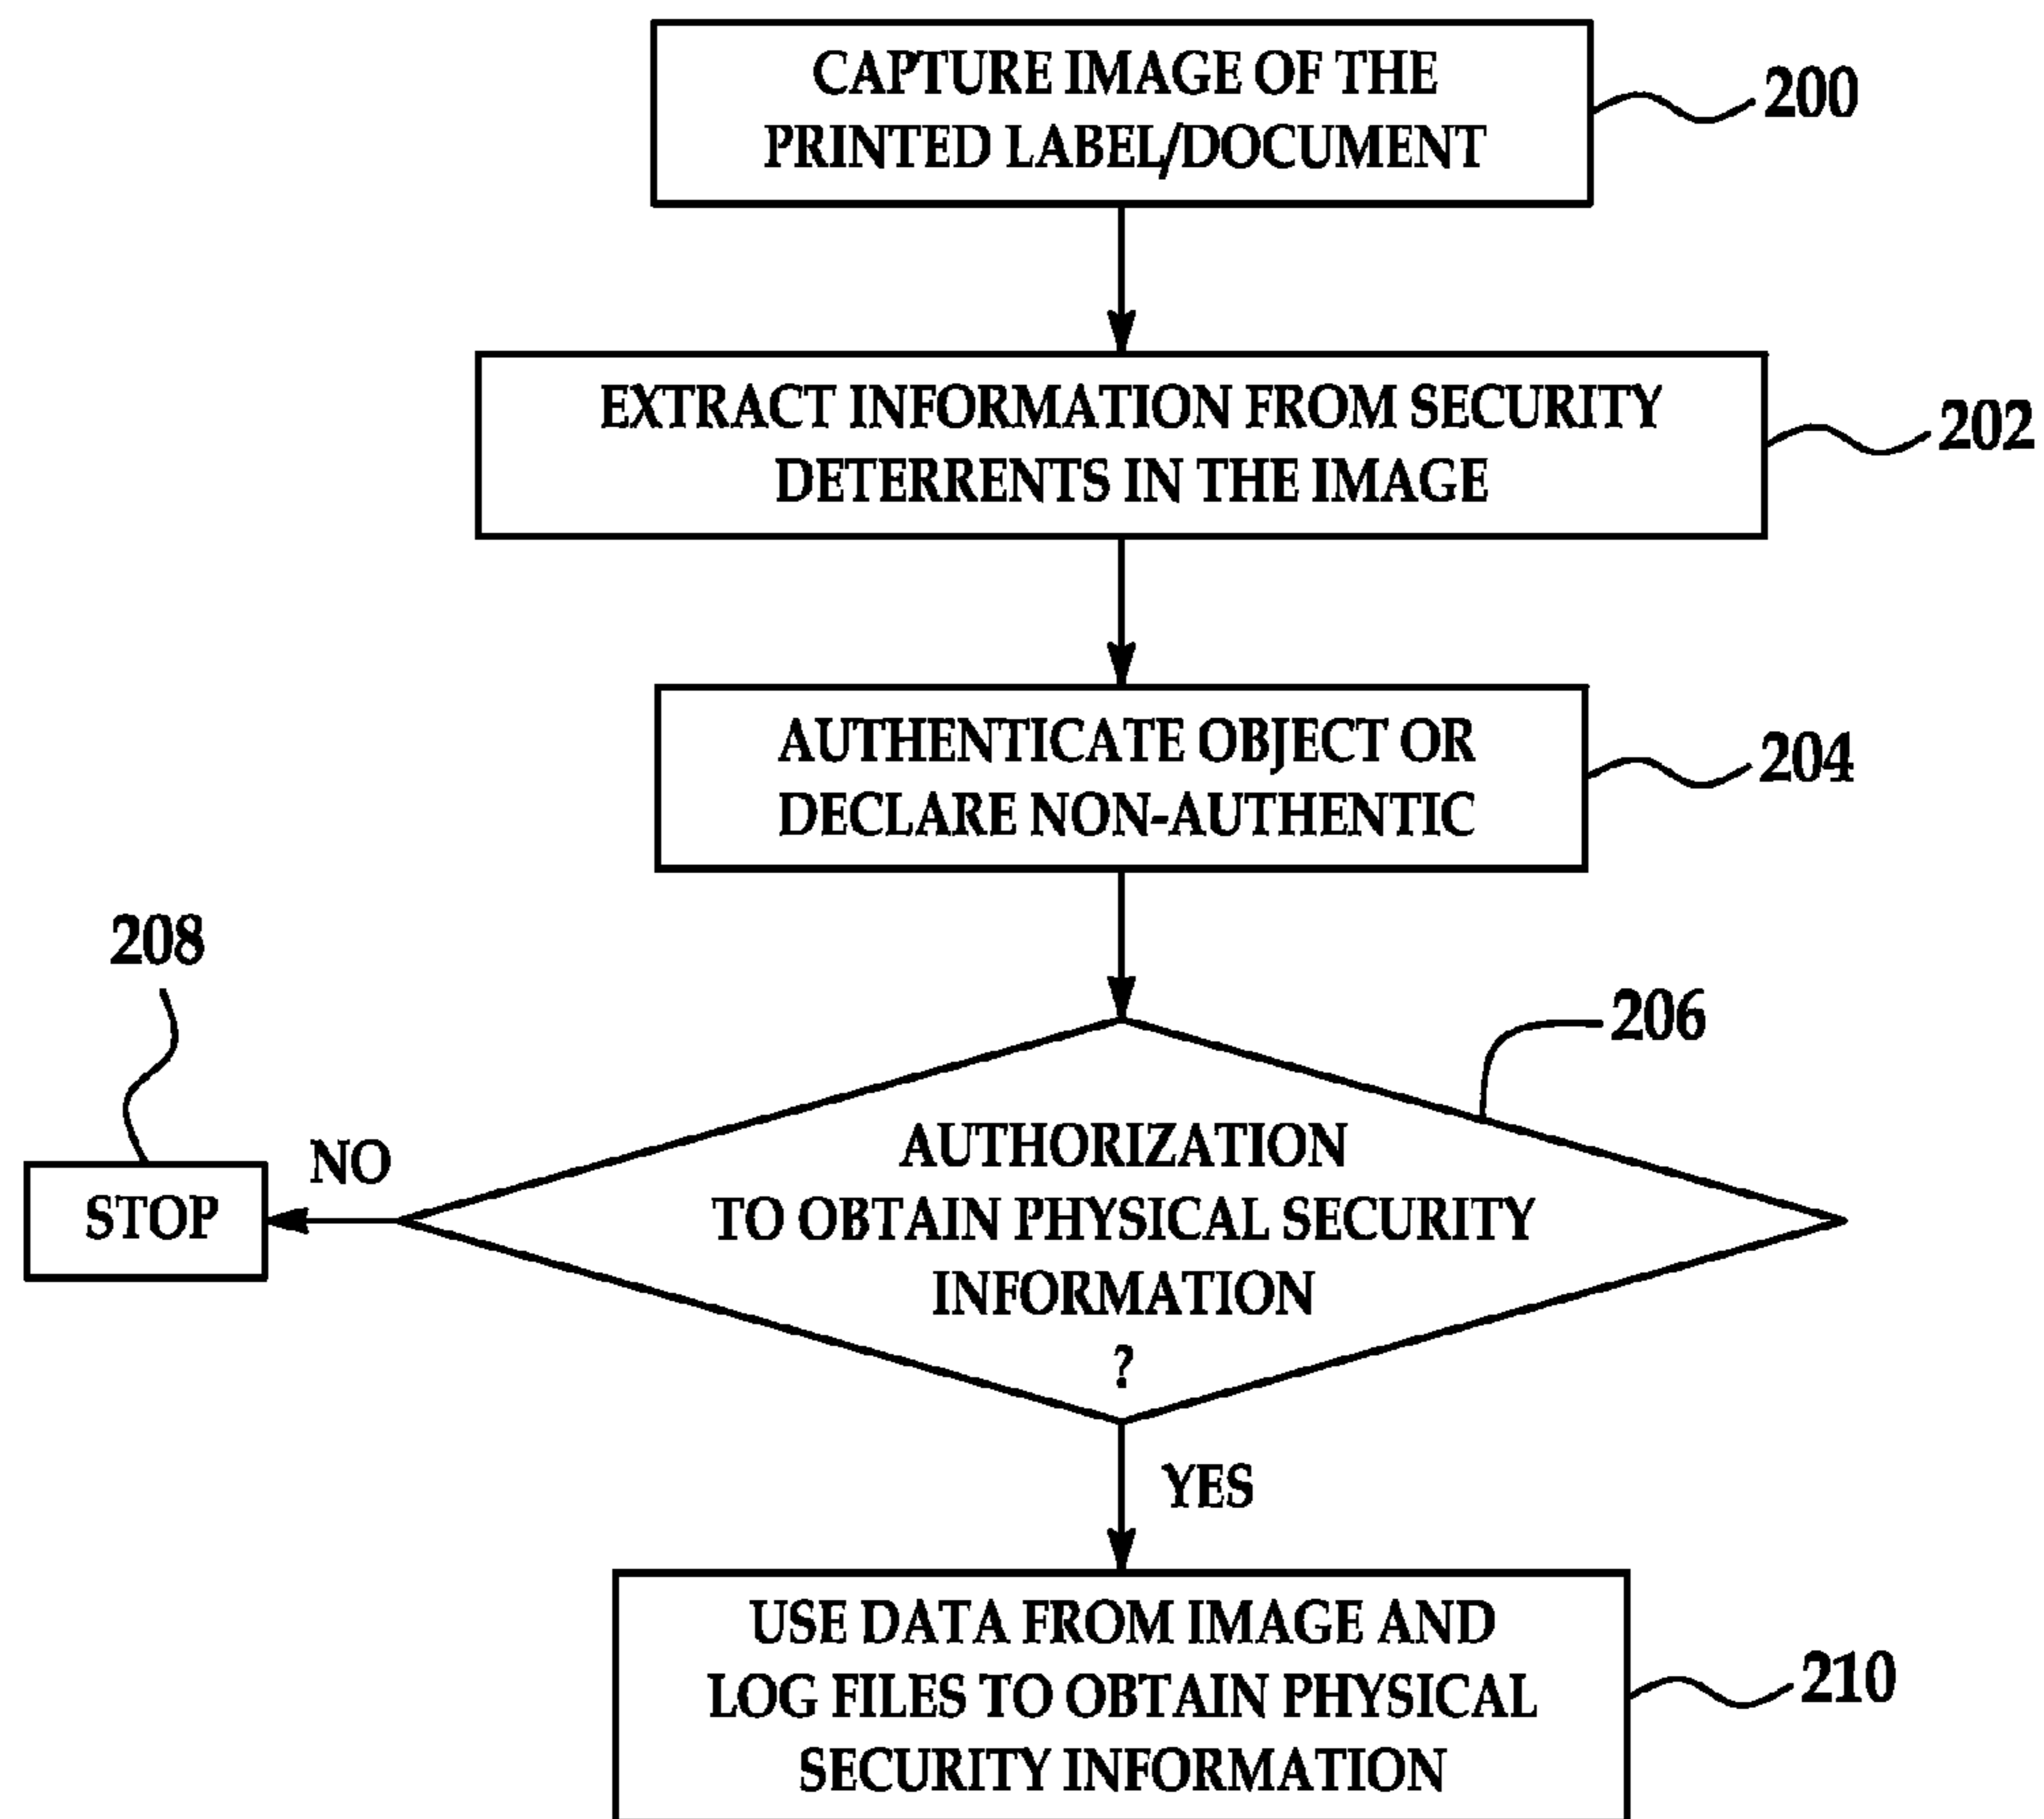 CAPTURE IMAGE OF THE
PRINTED LABEL/DOCUMENT
200
EXTRACT INFORMATION FROM SECURITY
DETERRENTS IN THE IMAGE
202
AUTHENTICATE OBJECT OR
DECLARE NON-AUTHENTIC
204
208
206
AUTHORIZATION
TO OBTAIN PHYSICAL SECURITY
INFORMATION
?
NO
STOP
YES
USE DATA FROM IMAGE AND
LOG FILES TO OBTAIN PHYSICAL
SECURITY INFORMATION
210